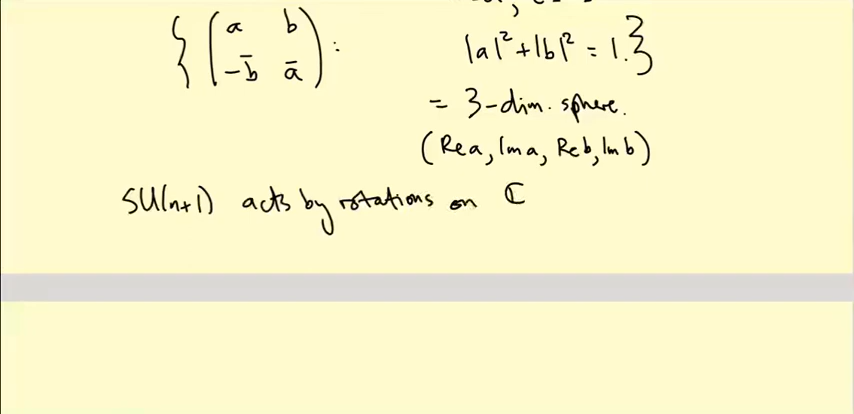 { ( a b
-b̄ ā ) :
|a|² + |b|² = 1. }
= 3-dim. sphere.
(Re a, Im a, Re b, Im b)
SU(n+1) acts by rotations on ℂ